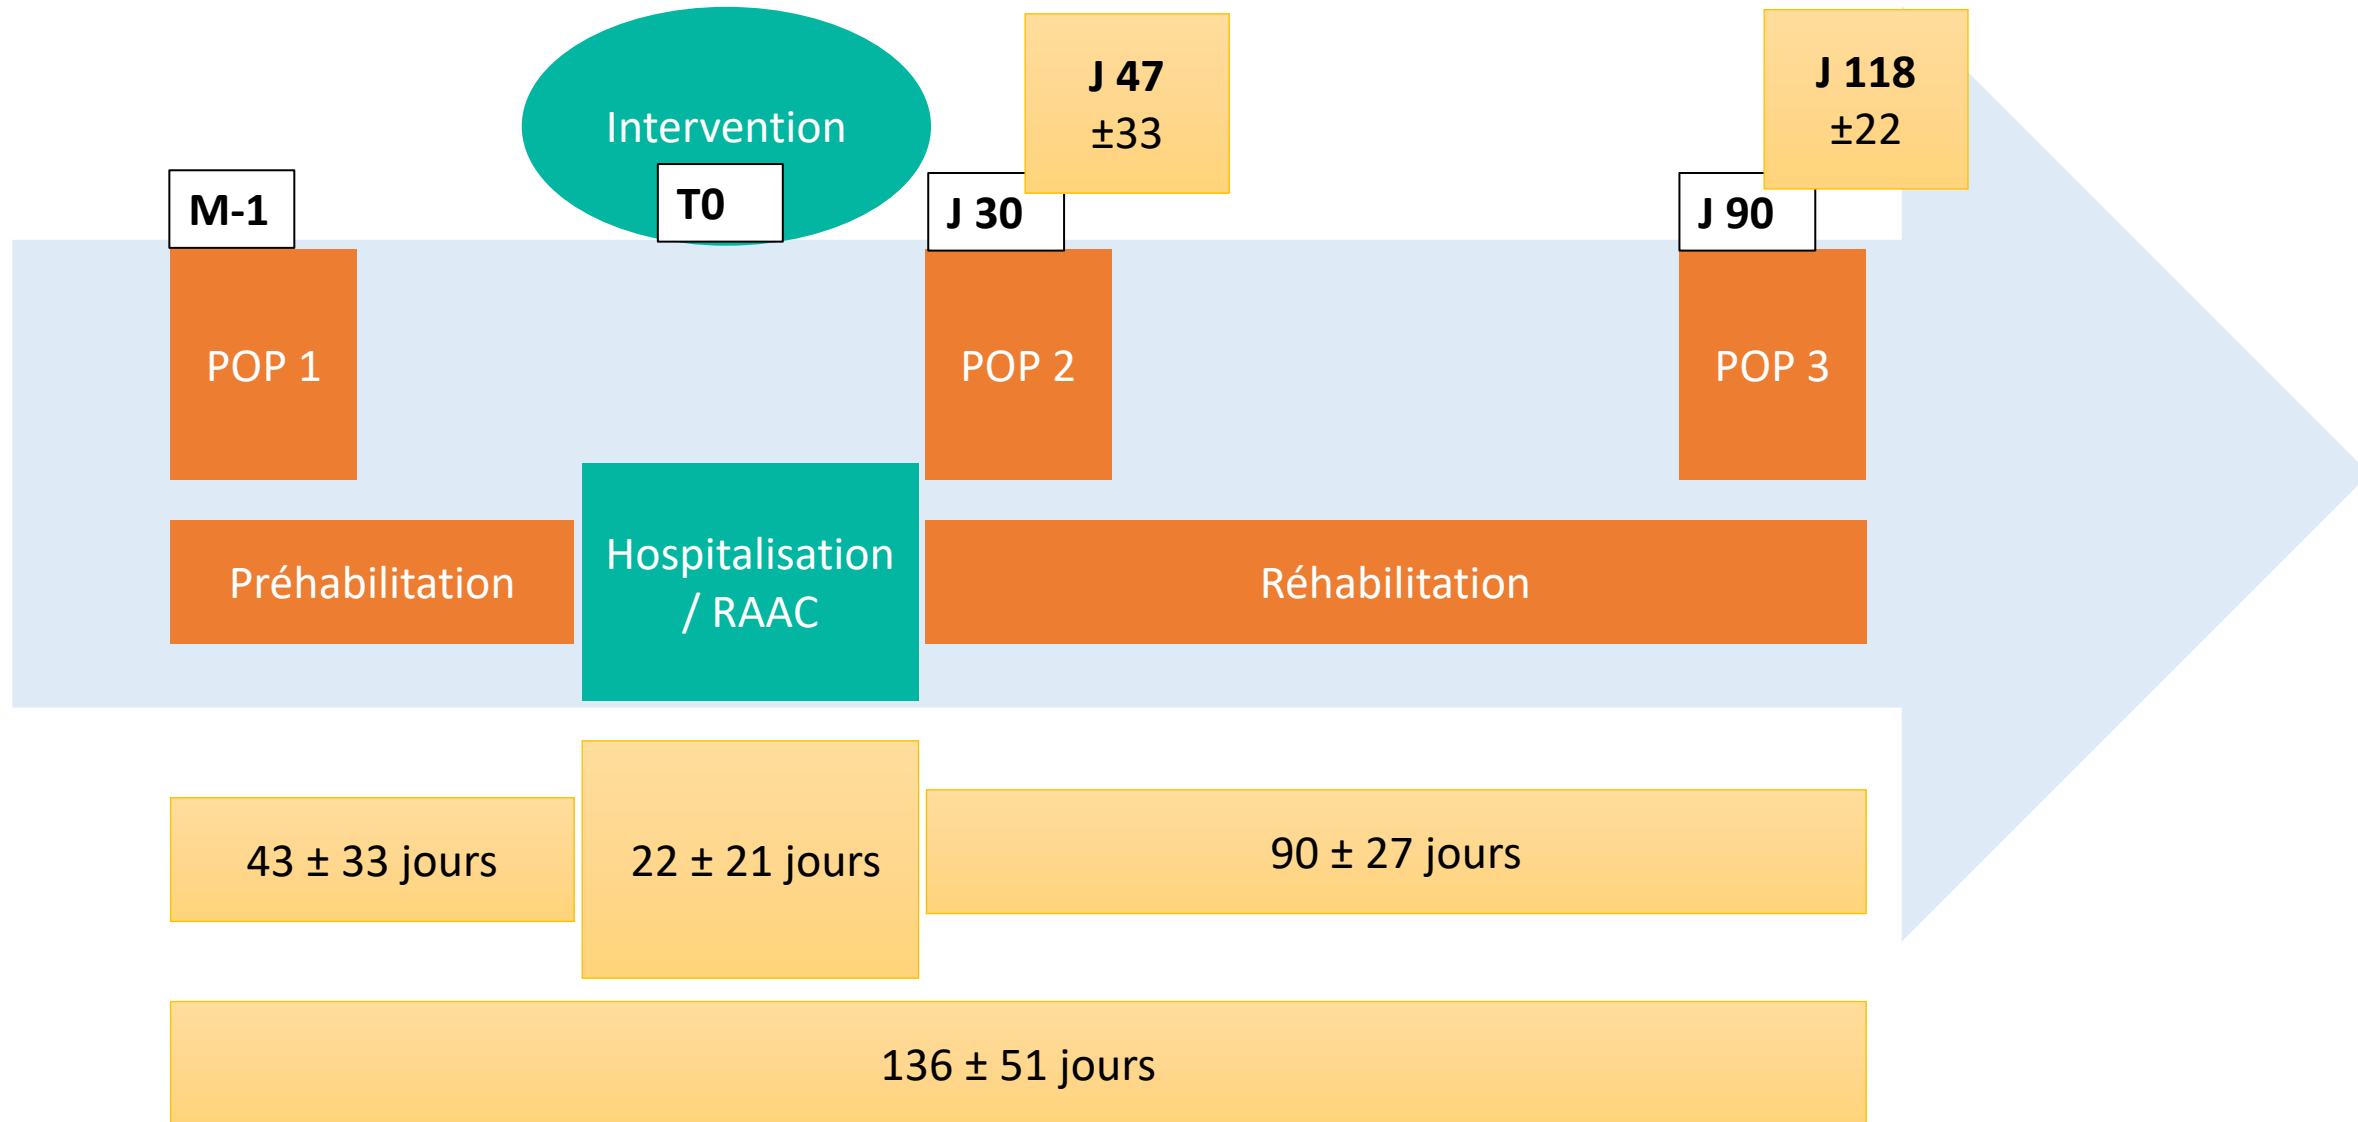 Intervention
J 47
±33
J 118
±22
M-1
T0
J 30
J 90
POP 1
POP 2
POP 3
Préhabilitation
Hospitalisation
/ RAAC
Réhabilitation
43 ± 33 jours
22 ± 21 jours
90 ± 27 jours
136 ± 51 jours